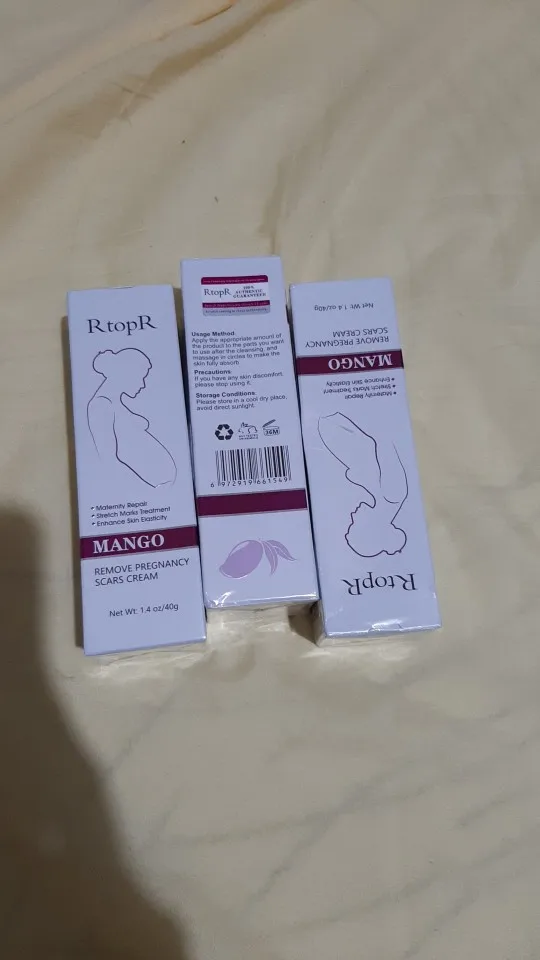 RtopR
Maternity Repair
Stretch Marks Treatment
Enhance Skin Elasticity
MANGO
REMOVE PREGNANCY
SCARS CREAM
Net Wt: 1.4 oz/40g
RtopR
100%
AUTHENTIC
GUARANTEED
Usage Method:
Apply the appropriate amount of
the product to the parts you want
to use after the cleansing, and
massage in circles to make the
skin fully absorb.
Precautions:
If you have any skin discomfort,
please stop using it.
Storage Conditions:
Please store in a cool dry place,
avoid direct sunlight.
36M
6 972919 661549
RtopR
Maternity Repair
Stretch Marks Treatment
Enhance Skin Elasticity
MANGO
REMOVE PREGNANCY
SCARS CREAM
Net Wt: 1.4 oz/40g